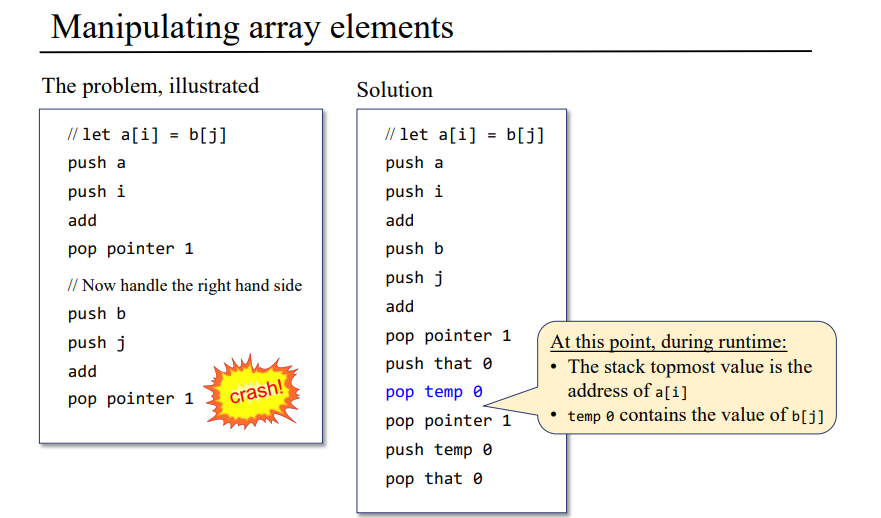 Manipulating array elements
The problem, illustrated
// let a[i] = b[j]
push a
push i
add
pop pointer 1
// Now handle the right hand side
push b
push j
add
pop pointer 1
crash!
Solution
// let a[i] = b[j]
push a
push i
add
push b
push j
add
pop pointer 1
push that 0
pop temp 0
pop pointer 1
push temp 0
pop that 0
At this point, during runtime:
• The stack topmost value is the
address of a[i]
• temp 0 contains the value of b[j]